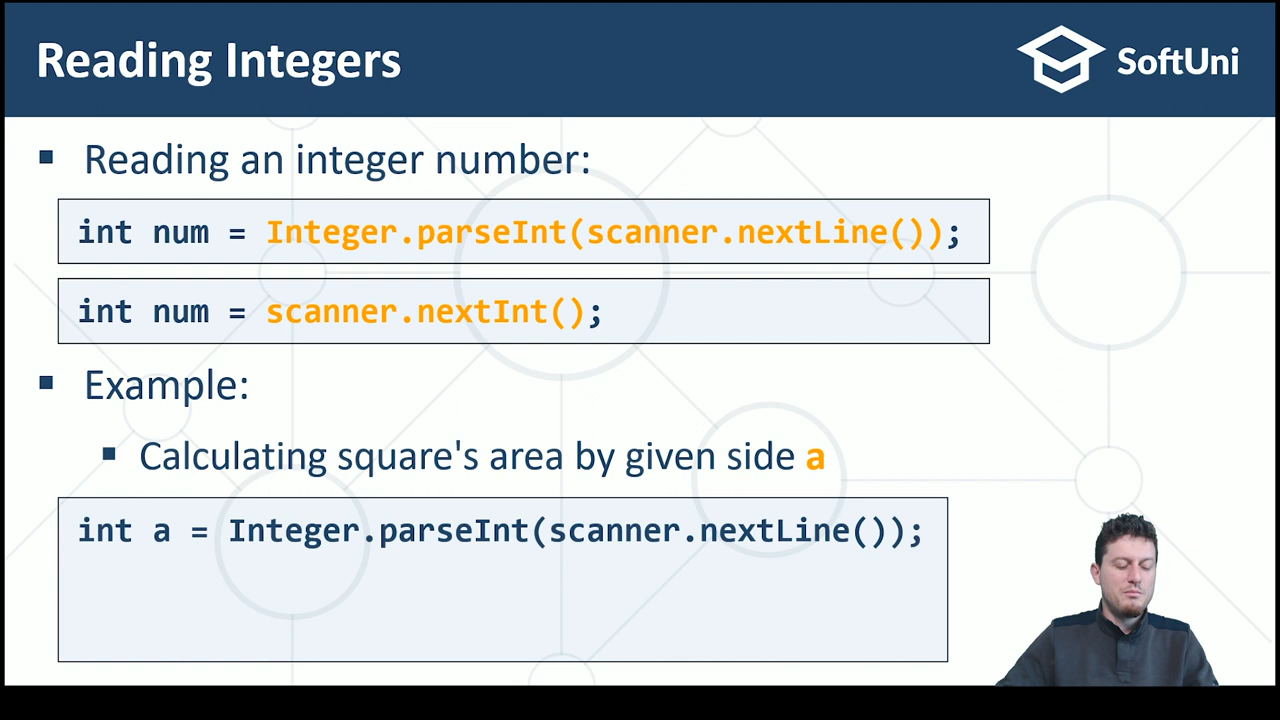 Reading Integers
SoftUni
Reading an integer number:
int num = Integer.parseInt(scanner.nextLine());
int num = scanner.nextInt();
Example:
Calculating square's area by given side a
int a = Integer.parseInt(scanner.nextLine());